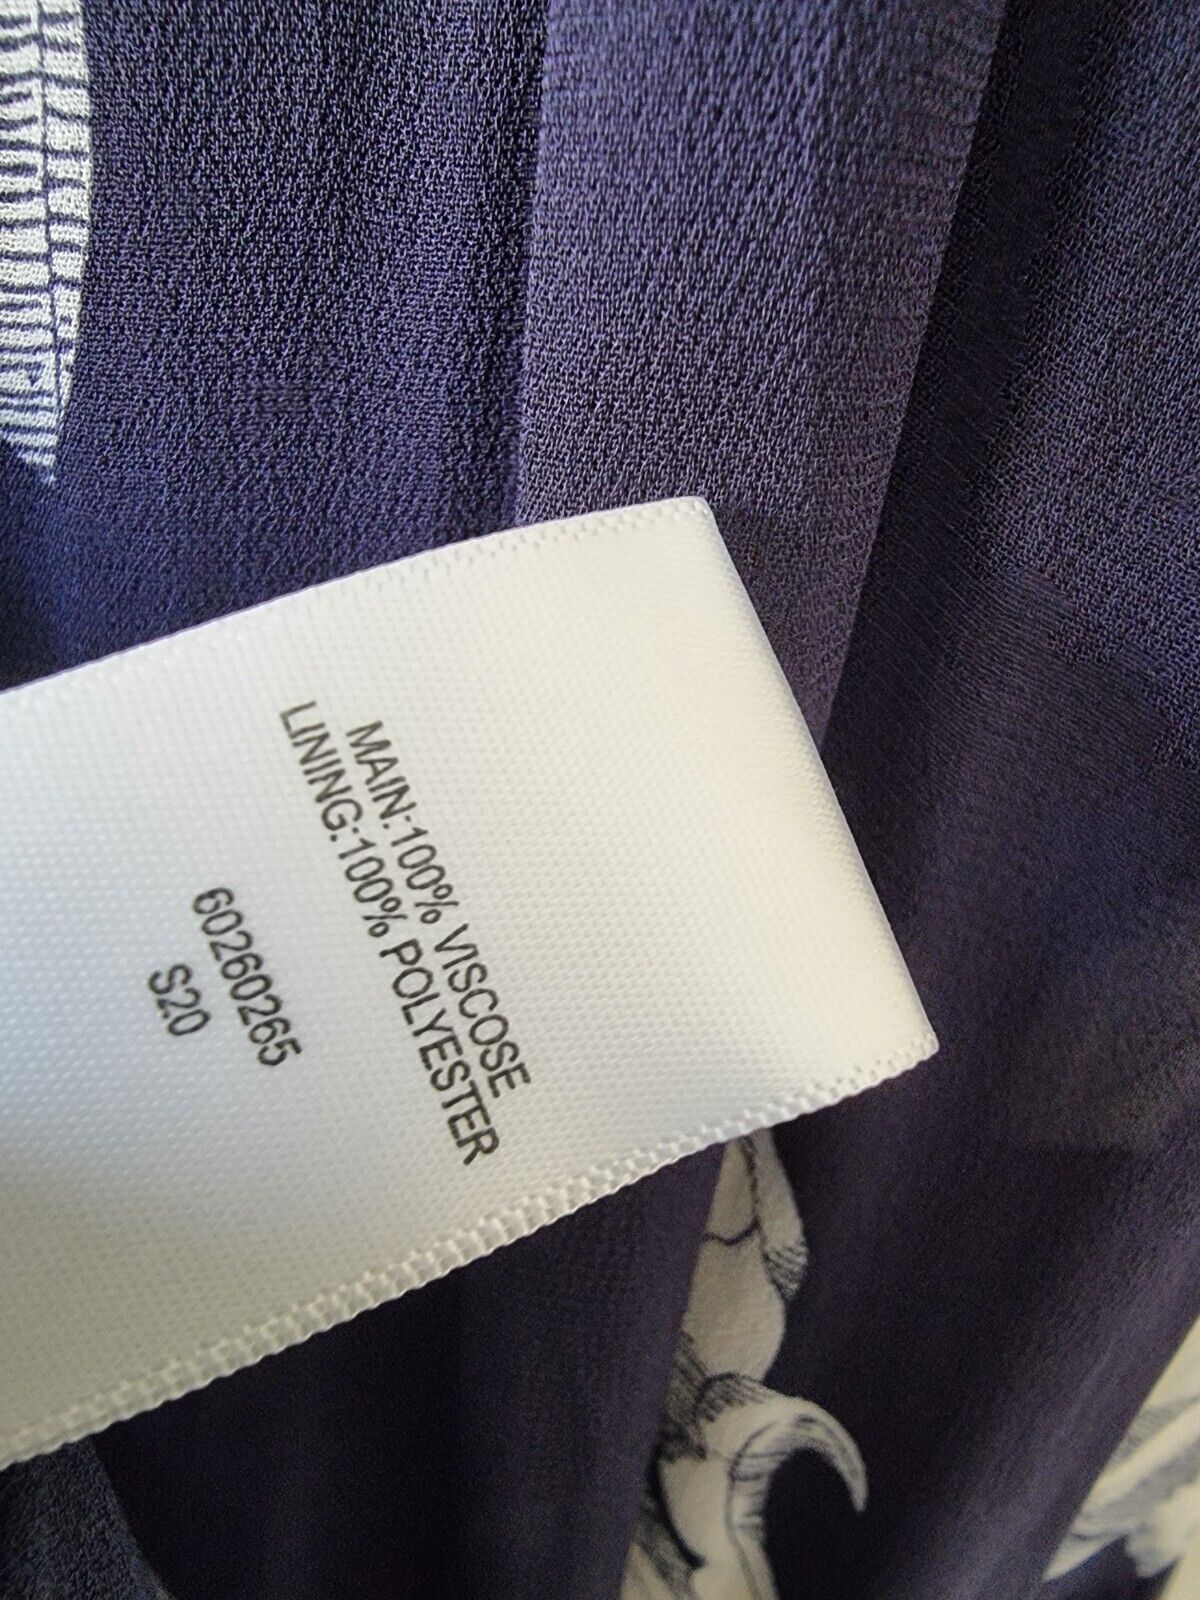 MAIN:100% VISCOSE
LINING:100% POLYESTER
60260265
S20